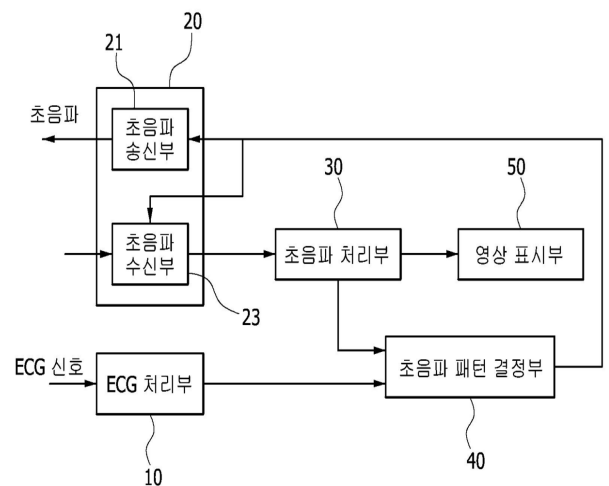 20
21
초음파
초음파
송신부
30
50
초음파
수신부
초음파 처리부
영상 표시부
23
ECG 신호
ECG 처리부
초음파 패턴 결정부
10
40